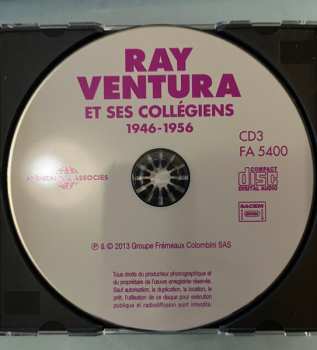 RAY
VENTURA
ET SES COLLÉGIENS
1946-1956
CD3
FA 5400
ASSOCIÉS
COMPACT
disc
DIGITAL AUDIO
SACEM
℗ & © 2013 Groupe Frémeaux Colombini SAS
Tous droits du producteur phonographique et
du propriétaire de l'œuvre enregistrée réservés.
Sauf autorisation, la duplication, la location, le
prêt, l'utilisation de ce disque pour exécution
publique et radiodiffusion sont interdits.